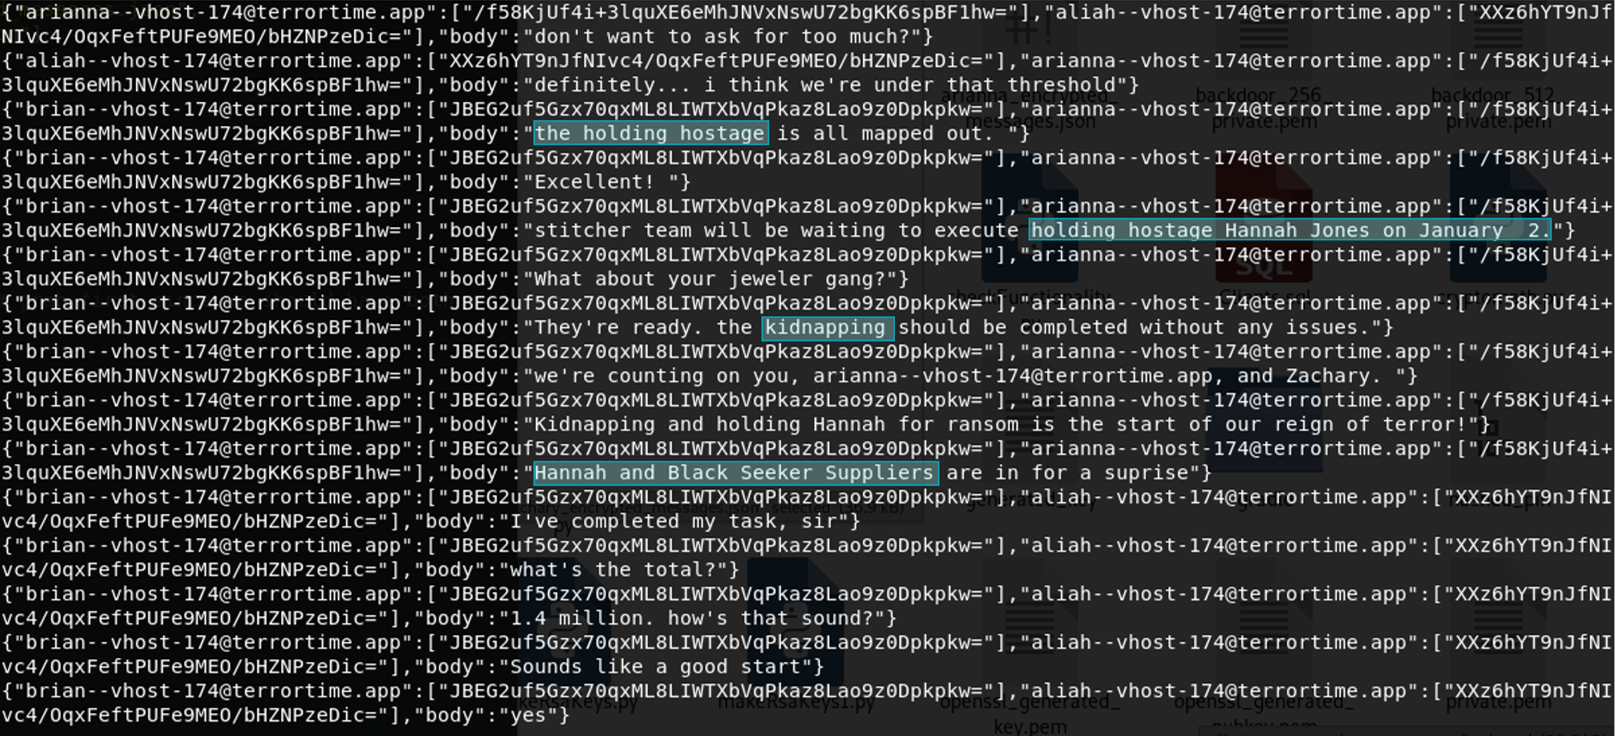 {"arianna--vhost-174@terrortime.app":["/f58KjUf4i+3lquXE6eMhJNVxNswU72bgKK6spBF1hw="],"aliah--vhost-174@terrortime.app":["XXz6hYT9nJf
NIvc4/OqxFeftPUFe9MEO/bHZNPzeDic="],"body":"don't want to ask for too much?"}
{"aliah--vhost-174@terrortime.app":["XXz6hYT9nJfNIvc4/OqxFeftPUFe9MEO/bHZNPzeDic="],"arianna--vhost-174@terrortime.app":["/f58KjUf4i+
3lquXE6eMhJNVxNswU72bgKK6spBF1hw="],"body":"definitely... i think we're under that threshold"}
{"brian--vhost-174@terrortime.app":["JBEG2uf5Gzx70qxML8LIWTXbVqPkaz8Lao9z0Dpkpkw="],"arianna--vhost-174@terrortime.app":["/f58KjUf4i+
3lquXE6eMhJNVxNswU72bgKK6spBF1hw="],"body":"the holding hostage is all mapped out. "}
{"brian--vhost-174@terrortime.app":["JBEG2uf5Gzx70qxML8LIWTXbVqPkaz8Lao9z0Dpkpkw="],"arianna--vhost-174@terrortime.app":["/f58KjUf4i+
3lquXE6eMhJNVxNswU72bgKK6spBF1hw="],"body":"Excellent! "}
{"brian--vhost-174@terrortime.app":["JBEG2uf5Gzx70qxML8LIWTXbVqPkaz8Lao9z0Dpkpkw="],"arianna--vhost-174@terrortime.app":["/f58KjUf4i+
3lquXE6eMhJNVxNswU72bgKK6spBF1hw="],"body":"stitcher team will be waiting to execute holding hostage Hannah Jones on January  2."}
{"brian--vhost-174@terrortime.app":["JBEG2uf5Gzx70qxML8LIWTXbVqPkaz8Lao9z0Dpkpkw="],"arianna--vhost-174@terrortime.app":["/f58KjUf4i+
3lquXE6eMhJNVxNswU72bgKK6spBF1hw="],"body":"What about your jeweler gang?"}
{"brian--vhost-174@terrortime.app":["JBEG2uf5Gzx70qxML8LIWTXbVqPkaz8Lao9z0Dpkpkw="],"arianna--vhost-174@terrortime.app":["/f58KjUf4i+
3lquXE6eMhJNVxNswU72bgKK6spBF1hw="],"body":"They're ready. the kidnapping should be completed without any issues."}
{"brian--vhost-174@terrortime.app":["JBEG2uf5Gzx70qxML8LIWTXbVqPkaz8Lao9z0Dpkpkw="],"arianna--vhost-174@terrortime.app":["/f58KjUf4i+
3lquXE6eMhJNVxNswU72bgKK6spBF1hw="],"body":"we're counting on you, arianna--vhost-174@terrortime.app, and Zachary. "}
{"brian--vhost-174@terrortime.app":["JBEG2uf5Gzx70qxML8LIWTXbVqPkaz8Lao9z0Dpkpkw="],"arianna--vhost-174@terrortime.app":["/f58KjUf4i+
3lquXE6eMhJNVxNswU72bgKK6spBF1hw="],"body":"Kidnapping and holding Hannah for ransom is the start of our reign of terror!"}
{"brian--vhost-174@terrortime.app":["JBEG2uf5Gzx70qxML8LIWTXbVqPkaz8Lao9z0Dpkpkw="],"arianna--vhost-174@terrortime.app":["/f58KjUf4i+
3lquXE6eMhJNVxNswU72bgKK6spBF1hw="],"body":"Hannah and Black Seeker Suppliers are in for a suprise"}
{"brian--vhost-174@terrortime.app":["JBEG2uf5Gzx70qxML8LIWTXbVqPkaz8Lao9z0Dpkpkw="],"aliah--vhost-174@terrortime.app":["XXz6hYT9nJfNI
vc4/OqxFeftPUFe9MEO/bHZNPzeDic="],"body":"I've completed my task, sir"}
{"brian--vhost-174@terrortime.app":["JBEG2uf5Gzx70qxML8LIWTXbVqPkaz8Lao9z0Dpkpkw="],"aliah--vhost-174@terrortime.app":["XXz6hYT9nJfNI
vc4/OqxFeftPUFe9MEO/bHZNPzeDic="],"body":"what's the total?"}
{"brian--vhost-174@terrortime.app":["JBEG2uf5Gzx70qxML8LIWTXbVqPkaz8Lao9z0Dpkpkw="],"aliah--vhost-174@terrortime.app":["XXz6hYT9nJfNI
vc4/OqxFeftPUFe9MEO/bHZNPzeDic="],"body":"1.4 million. how's that sound?"}
{"brian--vhost-174@terrortime.app":["JBEG2uf5Gzx70qxML8LIWTXbVqPkaz8Lao9z0Dpkpkw="],"aliah--vhost-174@terrortime.app":["XXz6hYT9nJfNI
vc4/OqxFeftPUFe9MEO/bHZNPzeDic="],"body":"Sounds like a good start"}
{"brian--vhost-174@terrortime.app":["JBEG2uf5Gzx70qxML8LIWTXbVqPkaz8Lao9z0Dpkpkw="],"aliah--vhost-174@terrortime.app":["XXz6hYT9nJfNI
vc4/OqxFeftPUFe9MEO/bHZNPzeDic="],"body":"yes"}